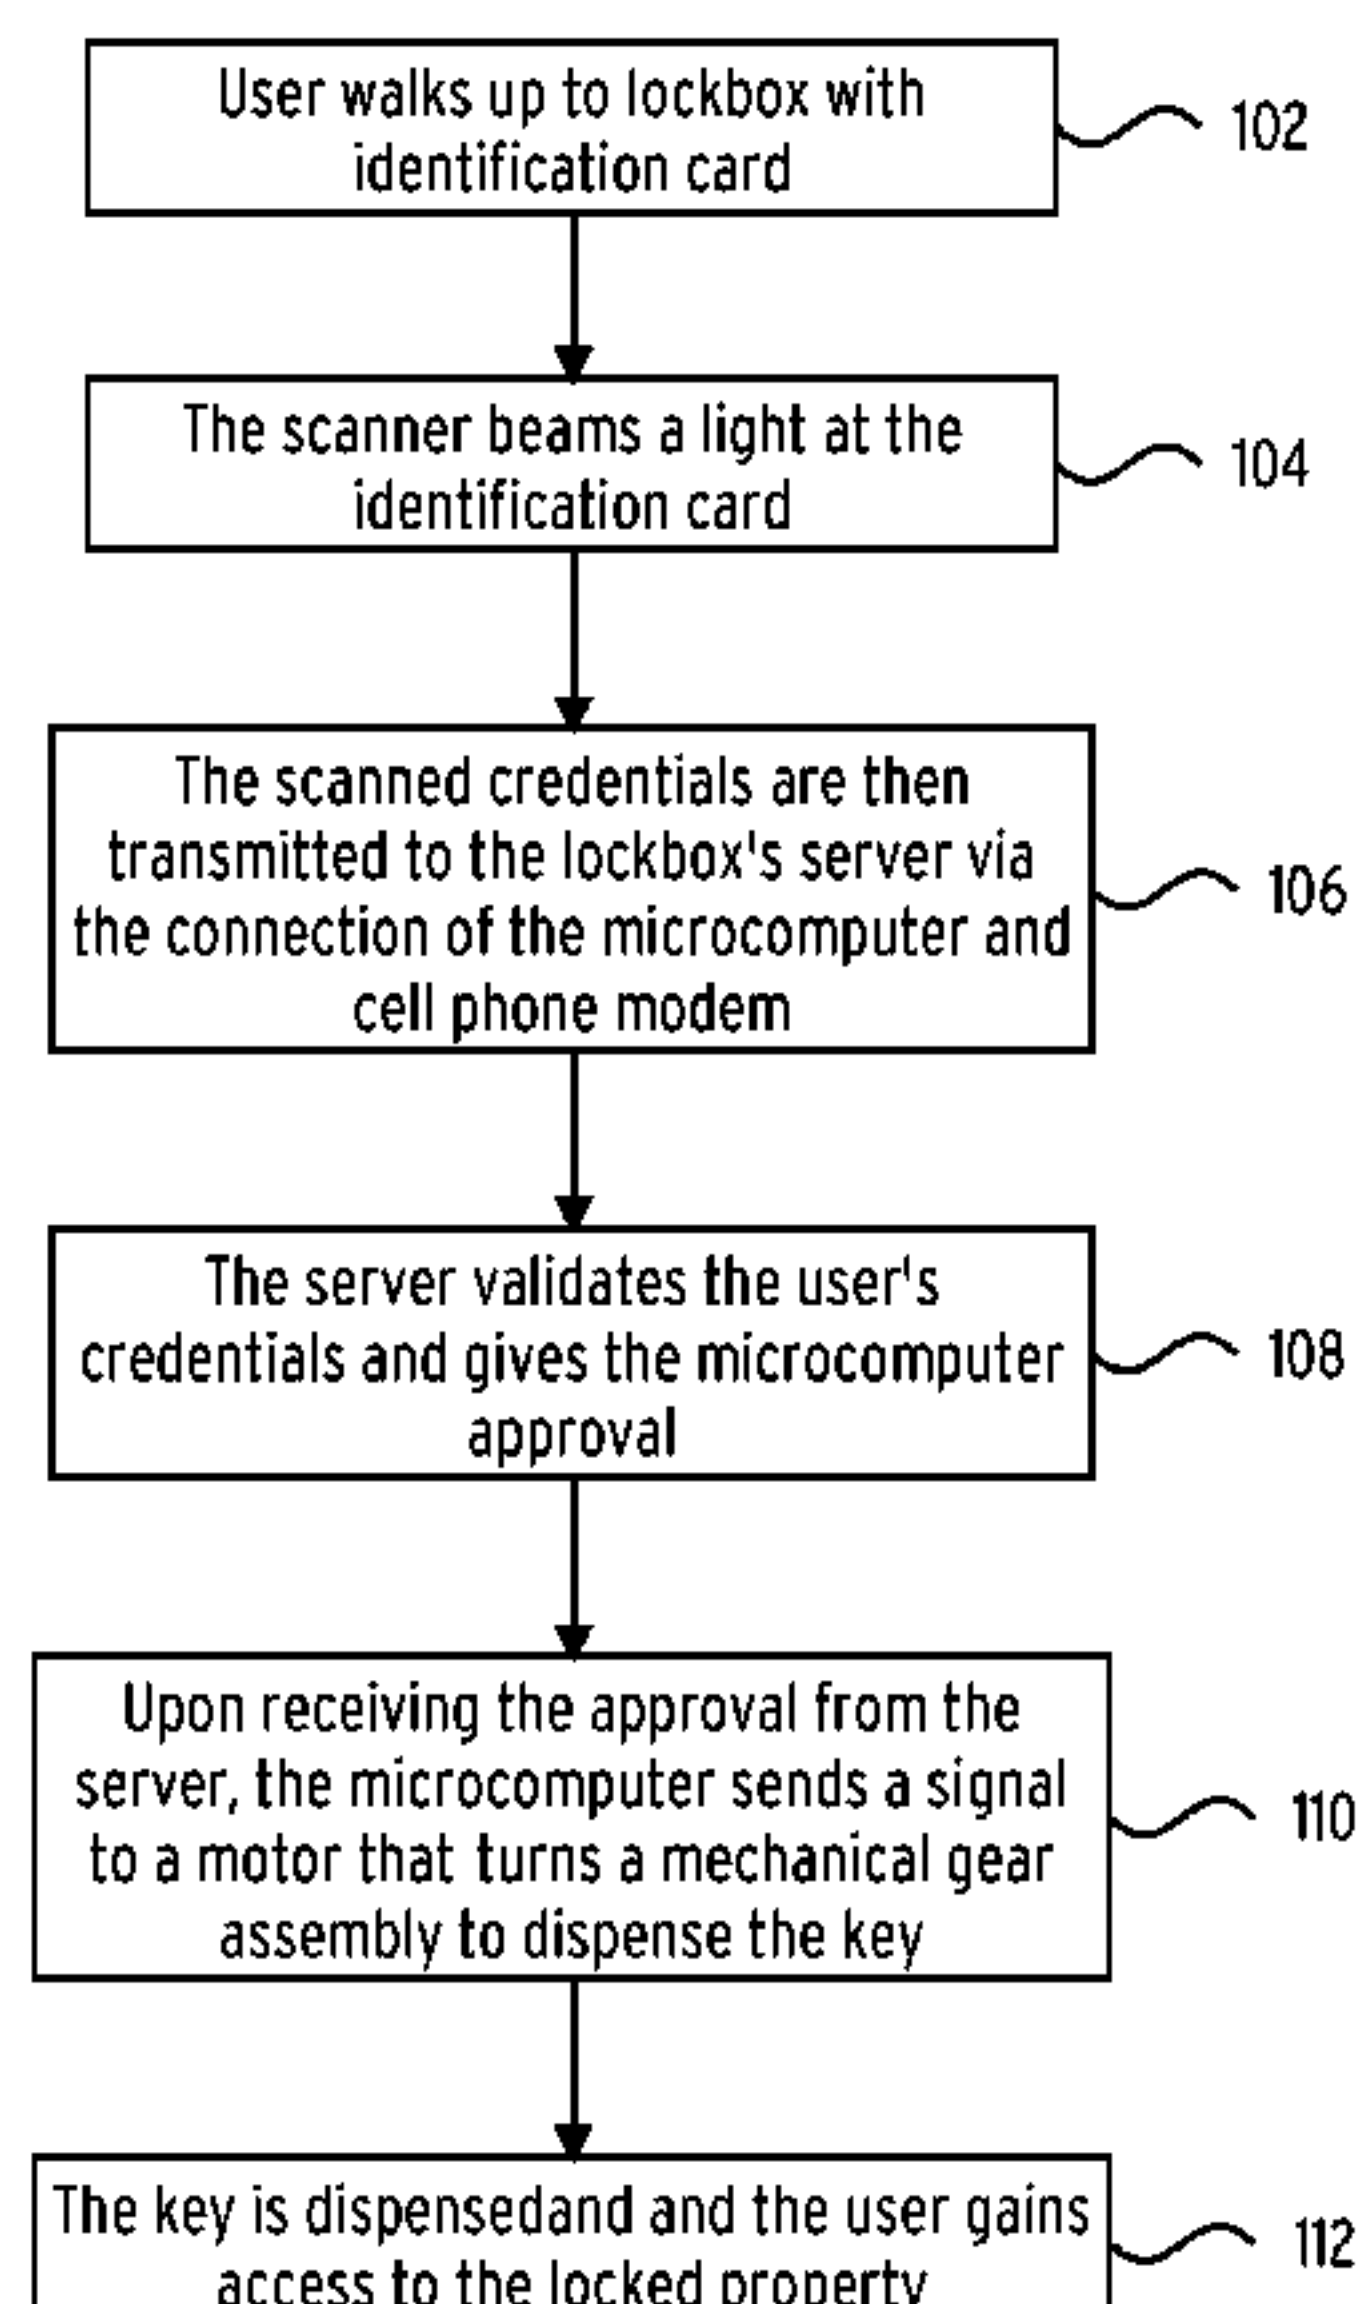 User walks up to lockbox with
identification card
102
The scanner beams a light at the
identification card
104
The scanned credentials are then
transmitted to the lockbox's server via
the connection of the microcomputer and
cell phone modem
106
The server validates the user's
credentials and gives the microcomputer
approval
108
Upon receiving the approval from the
server, the microcomputer sends a signal
to a motor that turns a mechanical gear
assembly to dispense the key
110
The key is dispensedand and the user gains
access to the locked property
112